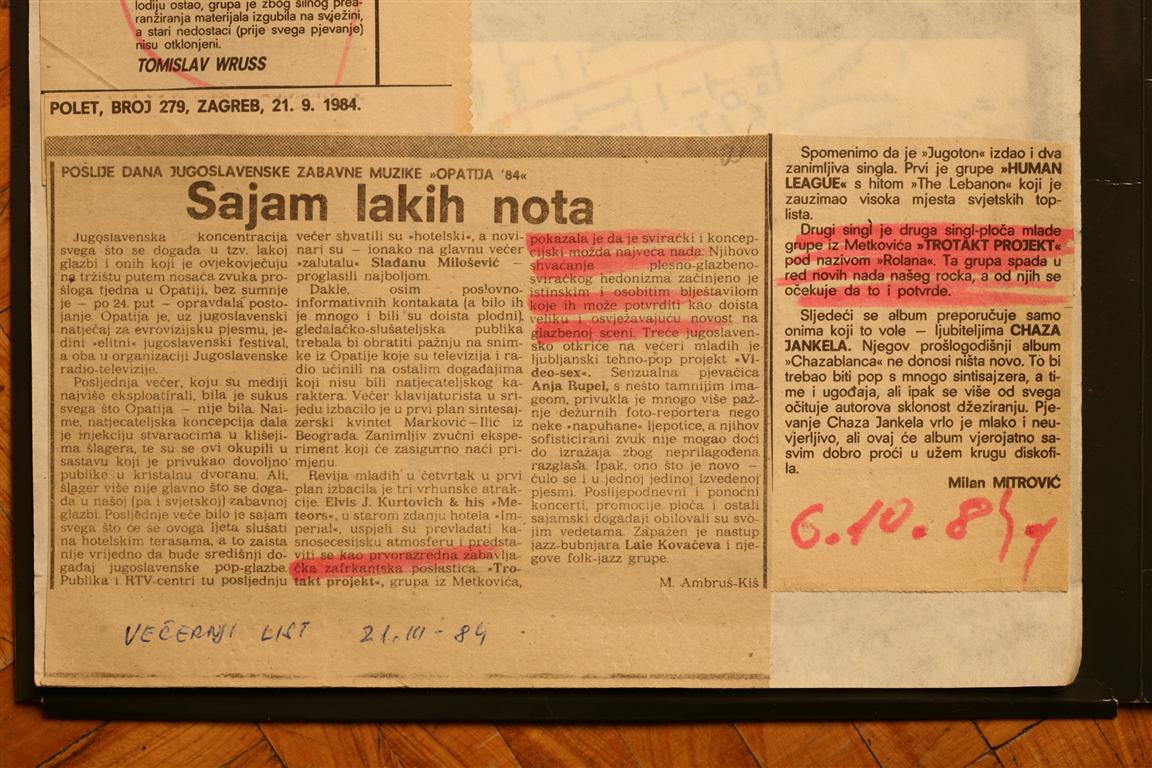 lodiju ostao, grupa je zbog silnog prea-
ranžiranja materijala izgubila na svježini,
a stari nedostaci (prije svega pjevanje)
nisu otklonjeni.
TOMISLAV WRUSS
POLET, BROJ 279, ZAGREB, 21. 9. 1984.
POSLIJE DANA JUGOSLAVENSKE ZABAVNE MUZIKE »OPATIJA '84«
Sajam lakih nota
Jugoslavenska koncentracija
svega što se događa u tzv. lakoj
glazbi i onih koji je ovjekovječuju
na tržištu putem nosača zvuka pro-
šloga tjedna u Opatiji, bez sumnje
je — po 24. put — opravdala posto-
janje. Opatija je, uz jugoslavenski
natječaj za evrovizijsku pjesmu, je-
dini »elitni« jugoslavenski festival,
a oba u organizaciji Jugoslavenske
radio-televizije.
Posljednja večer, koju su mediji
najviše eksploatirali, bila je sukus
svega što Opatija — nije bila. Nai-
me, natjecateljska koncepcija dala
je injekciju stvaraocima u klišeji-
ma šlagera, te su se ovi okupili u
sastavu koji je privukao dovoljno
publike u kristalnu dvoranu. Ali,
šlager više nije glavno što se doga-
đa u našoj (pa i svjetskoj) zabavnoj
glazbi. Posljednje veče bilo je sajam
svega što će se ovoga ljeta slušati
na hotelskim terasama, a to zaista
nije vrijedno da bude središnji do-
gađaj jugoslavenske pop-glazbe.
Publika i RTV-centri tu posljednju
večer shvatili su »hotelski«, a novi-
nari su — ionako na glavnu večer
»zalutalu« Slađanu Milošević —
proglasili najboljom.
Dakle, osim poslovno-
informativnih kontakata (a bilo ih
je mnogo i bili su doista plodni),
gledalačko-slušateljska publika
trebala bi obratiti pažnju na snim-
ke iz Opatije koje su televizija i ra-
dio učinili na ostalim događajima
koji nisu bili natjecateljskog ka-
raktera. Večer klavijaturista u sri-
jedu izbacilo je u prvi plan sintesaj-
zerski kvintet Marković-Ilić iz
Beograda. Zanimljiv zvučni ekspe-
riment koji će zasigurno naći pri-
mjenu.
Revija mladih u četvrtak u prvi
plan izbacila je tri vrhunske atrak-
cije. Elvis J. Kurtovich & his »Me-
teors«, u starom zdanju hotela »Im-
perial«, uspjeli su prevladati ka-
snosecesijsku atmosferu i predsta-
viti se kao prvorazredna zabavlja-
čka zafrkantska poslastica. »Tro-
takt projekt«, grupa iz Metkovića,
pokazala je da je svirački i koncep-
cijski možda najveća nada. Njihovo
shvaćanje plesno-glazbeno-
sviračkog hedonizma začinjeno je
istinskim i osobitim blještavilom
koje ih može potvrditi kao doista
veliku i osvježavajuću novost na
glazbenoj sceni. Treće jugoslaven-
sko otkriće na večeri mladih je
ljubljanski tehno-pop projekt »Vi-
deo-sex«. Senzualna pjevačica
Anja Rupel, s nešto tamnijim ima-
geom, privukla je mnogo više paž-
nje dežurnih foto-reportera nego
neke »napuhane« ljepotice, a njihov
sofisticirani zvuk nije mogao doći
do izražaja zbog neprilagođena
razglasa. Ipak, ono što je novo —
čulo se i u jednoj jedinoj izvedenoj
pjesmi. Poslijepodnevni i ponoćni
koncerti, promocije ploča i ostali
sajamski događaji obilovali su svo-
jim vedetama. Zapažen je nastup
jazz-bubnjara Lale Kovačeva i nje-
gove folk-jazz grupe.
M. Ambruš-Kiš
VEČERNJI LIST 21. III - 84
Spomenimo da je »Jugoton« izdao i dva
zanimljiva singla. Prvi je grupe »HUMAN
LEAGUE« s hitom »The Lebanon« koji je
zauzimao visoka mjesta svjetskih top-
lista.
Drugi singl je druga singl-ploča mlade
grupe iz Metkovića »TROTAKT PROJEKT«
pod nazivom »Rolana«. Ta grupa spada u
red novih nada našeg rocka, a od njih se
očekuje da to i potvrde.
Sljedeći se album preporučuje samo
onima koji to vole — ljubiteljima CHAZA
JANKELA. Njegov prošlogodišnji album
»Chazablanca« ne donosi ništa novo. To bi
trebao biti pop s mnogo sintisajzera, a ti-
me i ugođaja, ali ipak se više od svega
očituje autorova sklonost džeziranju. Pje-
vanje Chaza Jankela vrlo je mlako i neu-
vjerljivo, ali ovaj će album vjerojatno sa-
svim dobro proći u užem krugu diskofi-
la.
Milan MITROVIĆ
6.10.84